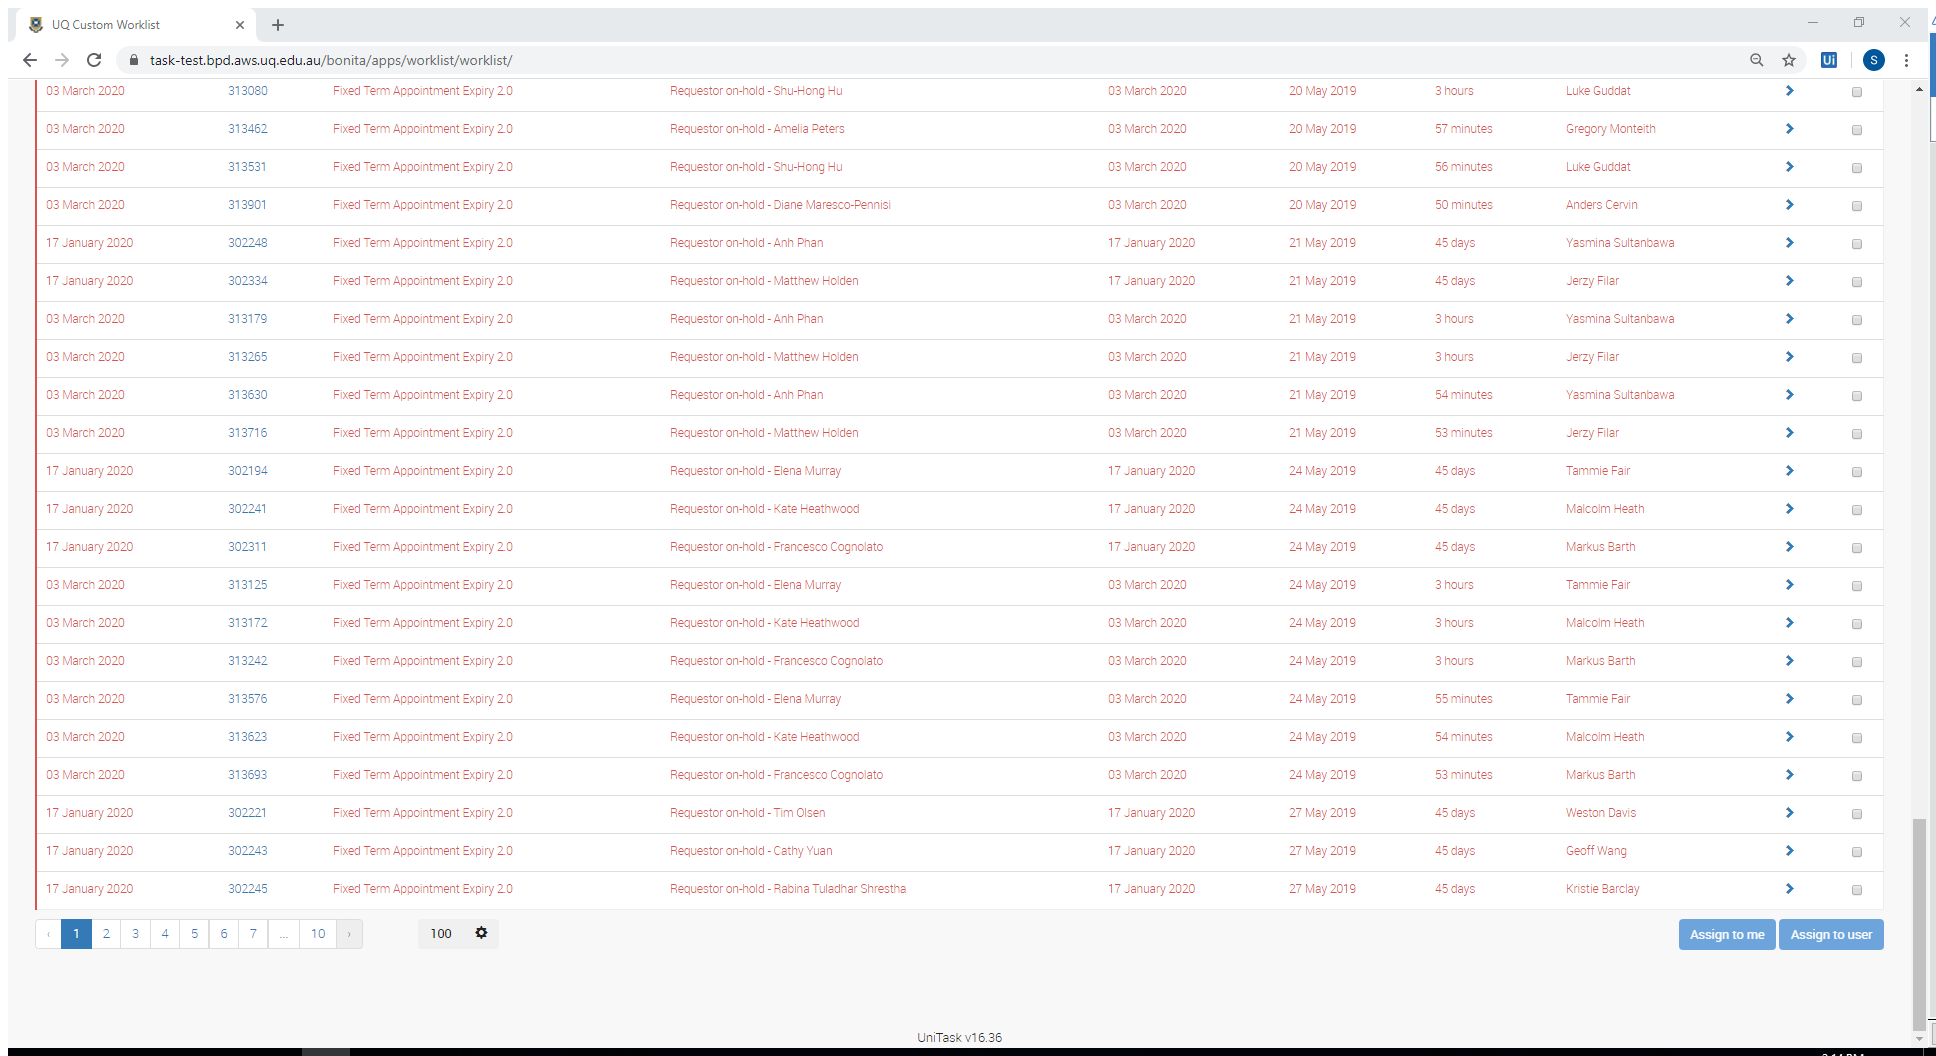 UQ Custom Worklist
task-test.bpd.aws.uq.edu.au/bonita/apps/worklist/worklist/
Ui
S
03 March 2020 313080 Fixed Term Appointment Expiry 2.0 Requestor on-hold - Shu-Hong Hu 03 March 2020 20 May 2019 3 hours Luke Guddat
03 March 2020 313462 Fixed Term Appointment Expiry 2.0 Requestor on-hold - Amelia Peters 03 March 2020 20 May 2019 57 minutes Gregory Monteith
03 March 2020 313531 Fixed Term Appointment Expiry 2.0 Requestor on-hold - Shu-Hong Hu 03 March 2020 20 May 2019 56 minutes Luke Guddat
03 March 2020 313901 Fixed Term Appointment Expiry 2.0 Requestor on-hold - Diane Maresco-Pennisi 03 March 2020 20 May 2019 50 minutes Anders Cervin
17 January 2020 302248 Fixed Term Appointment Expiry 2.0 Requestor on-hold - Anh Phan 17 January 2020 21 May 2019 45 days Yasmina Sultanbawa
17 January 2020 302334 Fixed Term Appointment Expiry 2.0 Requestor on-hold - Matthew Holden 17 January 2020 21 May 2019 45 days Jerzy Filar
03 March 2020 313179 Fixed Term Appointment Expiry 2.0 Requestor on-hold - Anh Phan 03 March 2020 21 May 2019 3 hours Yasmina Sultanbawa
03 March 2020 313265 Fixed Term Appointment Expiry 2.0 Requestor on-hold - Matthew Holden 03 March 2020 21 May 2019 3 hours Jerzy Filar
03 March 2020 313630 Fixed Term Appointment Expiry 2.0 Requestor on-hold - Anh Phan 03 March 2020 21 May 2019 54 minutes Yasmina Sultanbawa
03 March 2020 313716 Fixed Term Appointment Expiry 2.0 Requestor on-hold - Matthew Holden 03 March 2020 21 May 2019 53 minutes Jerzy Filar
17 January 2020 302194 Fixed Term Appointment Expiry 2.0 Requestor on-hold - Elena Murray 17 January 2020 24 May 2019 45 days Tammie Fair
17 January 2020 302241 Fixed Term Appointment Expiry 2.0 Requestor on-hold - Kate Heathwood 17 January 2020 24 May 2019 45 days Malcolm Heath
17 January 2020 302311 Fixed Term Appointment Expiry 2.0 Requestor on-hold - Francesco Cognolato 17 January 2020 24 May 2019 45 days Markus Barth
03 March 2020 313125 Fixed Term Appointment Expiry 2.0 Requestor on-hold - Elena Murray 03 March 2020 24 May 2019 3 hours Tammie Fair
03 March 2020 313172 Fixed Term Appointment Expiry 2.0 Requestor on-hold - Kate Heathwood 03 March 2020 24 May 2019 3 hours Malcolm Heath
03 March 2020 313242 Fixed Term Appointment Expiry 2.0 Requestor on-hold - Francesco Cognolato 03 March 2020 24 May 2019 3 hours Markus Barth
03 March 2020 313576 Fixed Term Appointment Expiry 2.0 Requestor on-hold - Elena Murray 03 March 2020 24 May 2019 55 minutes Tammie Fair
03 March 2020 313623 Fixed Term Appointment Expiry 2.0 Requestor on-hold - Kate Heathwood 03 March 2020 24 May 2019 54 minutes Malcolm Heath
03 March 2020 313693 Fixed Term Appointment Expiry 2.0 Requestor on-hold - Francesco Cognolato 03 March 2020 24 May 2019 53 minutes Markus Barth
17 January 2020 302221 Fixed Term Appointment Expiry 2.0 Requestor on-hold - Tim Olsen 17 January 2020 27 May 2019 45 days Weston Davis
17 January 2020 302243 Fixed Term Appointment Expiry 2.0 Requestor on-hold - Cathy Yuan 17 January 2020 27 May 2019 45 days Geoff Wang
17 January 2020 302245 Fixed Term Appointment Expiry 2.0 Requestor on-hold - Rabina Tuladhar Shrestha 17 January 2020 27 May 2019 45 days Kristie Barclay
‹ 1 2 3 4 5 6 7 ... 10 › 100 Assign to me Assign to user
UniTask v16.36